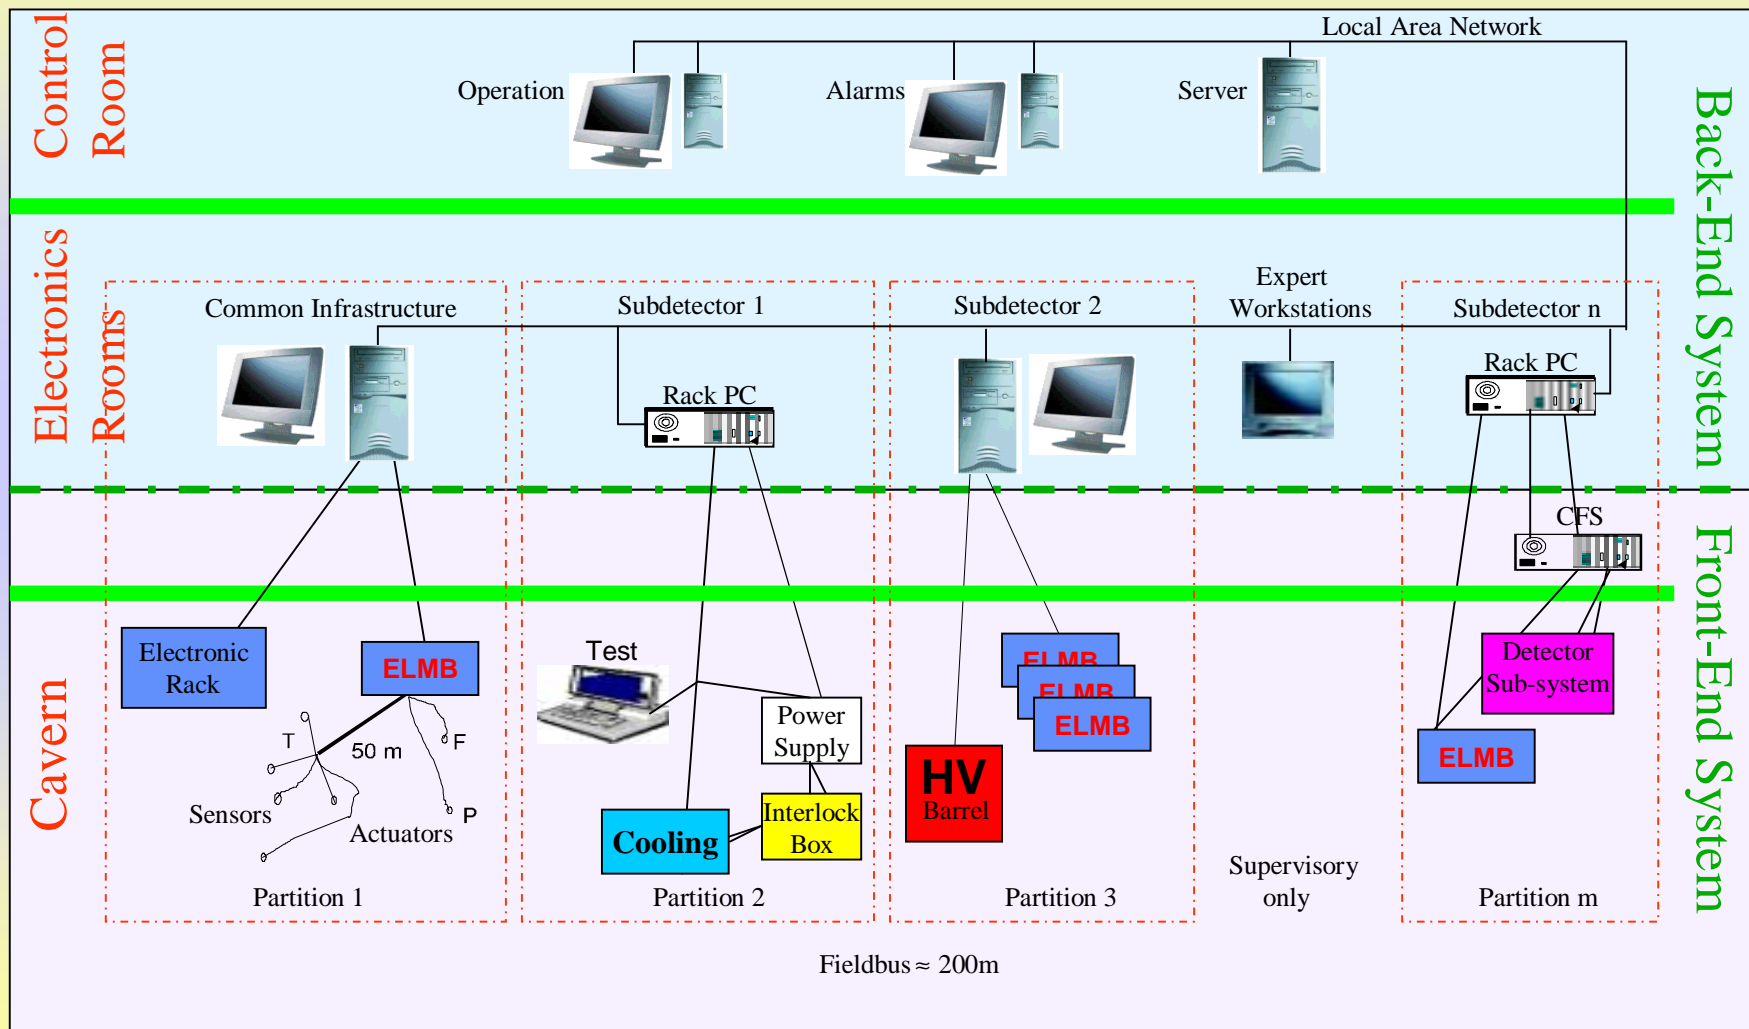 Local Area Network
Control
Room
Operation
Alarms
Server
Back-End System
Electronics
Rooms
Common Infrastructure
Subdetector 1
Subdetector 2
Expert
Workstations
Subdetector n
Rack PC
Rack PC
CFS
Front-End System
Cavern
Electronic
Rack
ELMB
T
50 m
F
P
Sensors
Actuators
Test
Power
Supply
Interlock
Box
Cooling
ELMB
ELMB
ELMB
HV
Barrel
Detector
Sub-system
ELMB
Supervisory
only
Partition 1
Partition 2
Partition 3
Partition m
Fieldbus ≈ 200m